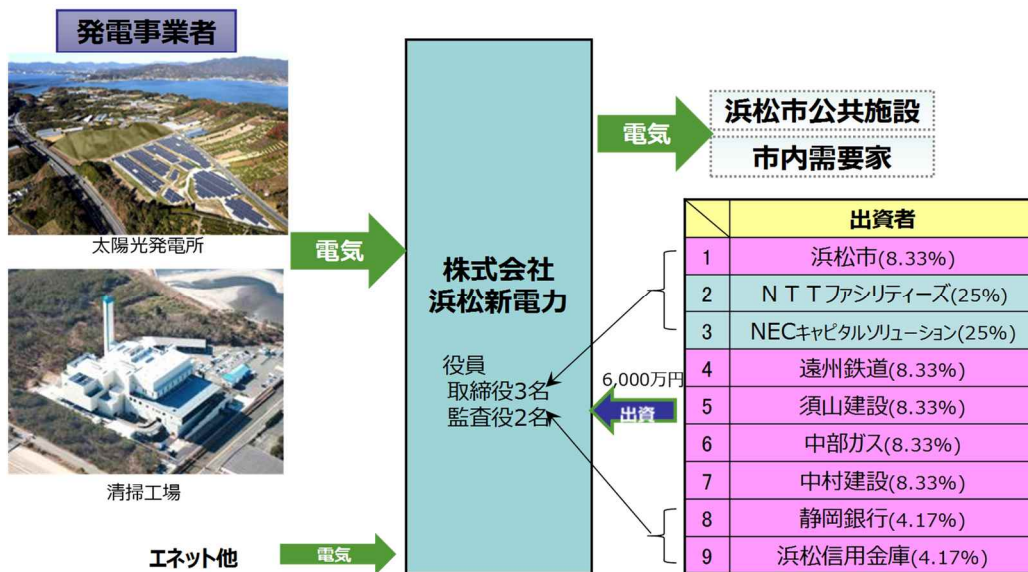 発電事業者
太陽光発電所
清掃工場
エネット他
電気
電気
株式会社
浜松新電力
役員
取締役3名
監査役2名
電気
浜松市公共施設
市内需要家
6,000万円
出資
出資者
1 浜松市(8.33%)
2 NTTファシリティーズ(25%)
3 NECキャピタルソリューション(25%)
4 遠州鉄道(8.33%)
5 須山建設(8.33%)
6 中部ガス(8.33%)
7 中村建設(8.33%)
8 静岡銀行(4.17%)
9 浜松信用金庫(4.17%)